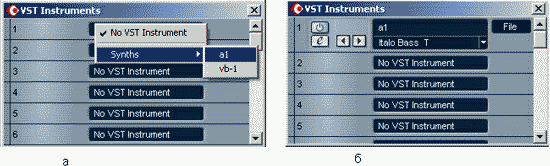 VST Instruments
1
✓ No VST Instrument
Synths
a1
vb-1
2
3
No VST Instrument
4
No VST Instrument
5
No VST Instrument
6
No VST Instrument
а
VST Instruments
1
a1
File
e
Italo Bass T
2
No VST Instrument
3
No VST Instrument
4
No VST Instrument
5
No VST Instrument
б